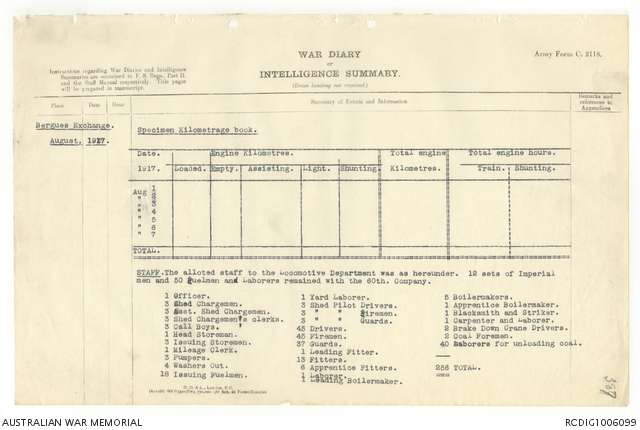 WAR DIARY
or
INTELLIGENCE SUMMARY.
(Erase heading not required)
Army Form C. 2118.
Instructions regarding War Diaries and Intelligence
Summaries are contained in F. S. Regs., Part II.
and the Staff Manual respectively. Title pages
will be prepared in manuscript.
Place Date Hour Summary of Events and Information Remarks and
references to
Appendices
Bergues Exchange.
August, 1917.
Specimen Kilometrage book.
Date. Engine Kilometres. Total engine Total engine hours.
1917. Loaded. Empty. Assisting. Light. Shunting. Kilometres. Train. Shunting.
Aug 1
" 2
" 3
" 4
" 5
" 6
" 7
TOTAL.
STAFF. The alloted staff to the Locomotive Department was as hereunder. 12 sets of Imperial
men and 50 Fuelmen and Laborers remained with the 60th. Company.
1 Officer.
3 Shed Chargemen.
3 Asst. Shed Chargemen.
3 Shed Chargemen's clerks.
3 Call Boys. "
1 Head Storeman.
3 Issuing Storemen.
1 Mileage Clerk.
3 Pumpers.
4 Washers Out.
18 Issuing Fuelmen.
1 Yard Laborer.
3 Shed Pilot Drivers.
3 " " Firemen.
3 " " Guards.
45 Drivers.
45 Firemen.
37 Guards.
1 Leading Fitter.
13 Fitters.
6 Apprentice Fitters.
1 Laborer.
1 Leading Boilermaker.
5 Boilermakers.
1 Apprentice Boilermaker.
1 Blacksmith and Striker.
1 Carpenter and Laborer.
2 Brake Down Crane Drivers.
2 Coal Foremen.
40 Laborers for unloading coal.
256 TOTAL.
AUSTRALIAN WAR MEMORIAL
RCDIG1006099